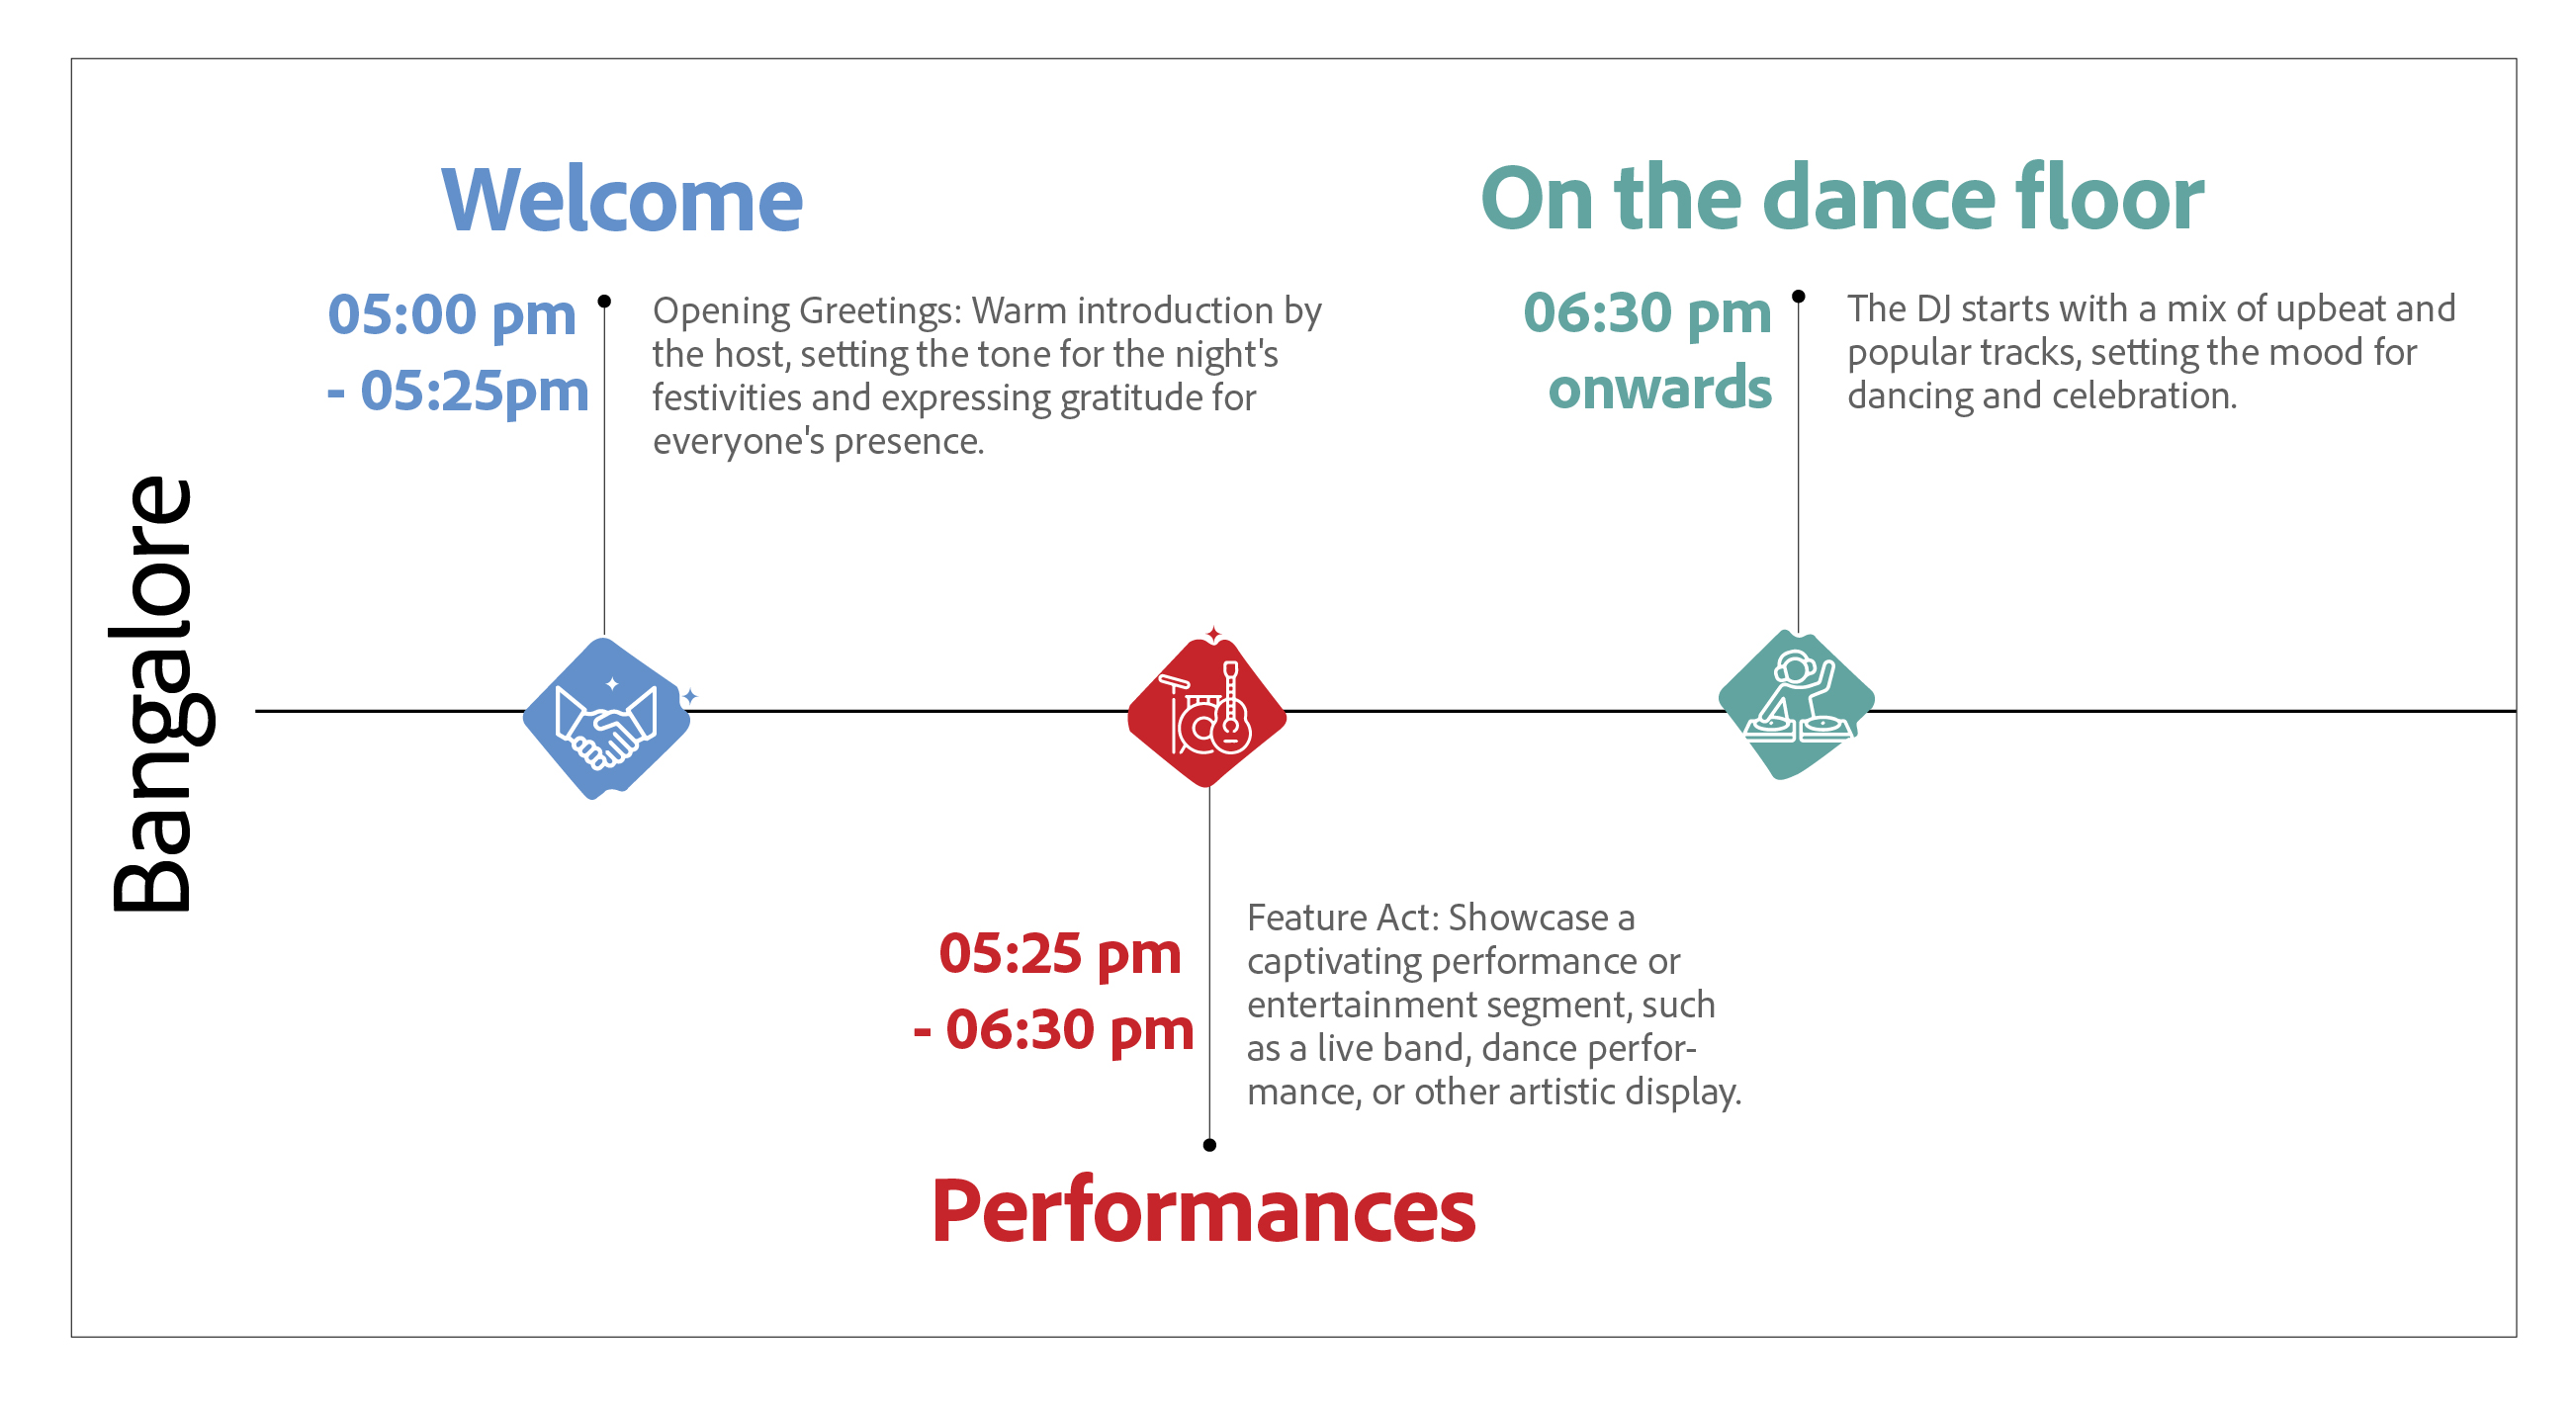 Bangalore
Welcome
05:00 pm
- 05:25pm
Opening Greetings: Warm introduction by
the host, setting the tone for the night's
festivities and expressing gratitude for
everyone's presence.
05:25 pm
- 06:30 pm
Feature Act: Showcase a
captivating performance or
entertainment segment, such
as a live band, dance perfor-
mance, or other artistic display.
Performances
On the dance floor
06:30 pm
onwards
The DJ starts with a mix of upbeat and
popular tracks, setting the mood for
dancing and celebration.